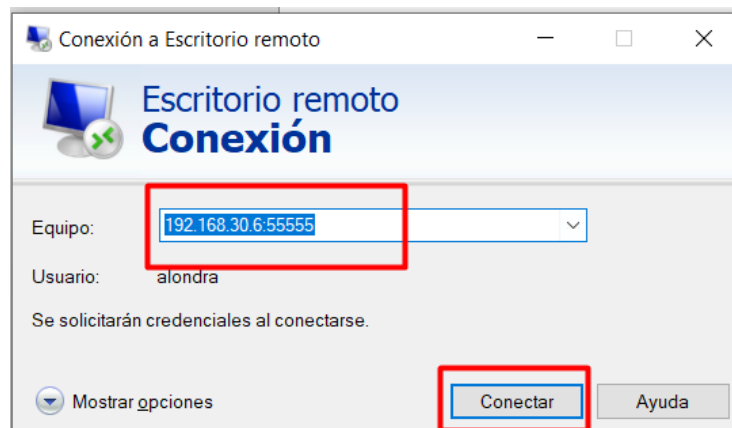 Conexión a Escritorio remoto
Escritorio remoto
Conexión
Equipo: 192.168.30.6:55555
Usuario: alondra
Se solicitarán credenciales al conectarse.
Mostrar opciones Conectar Ayuda